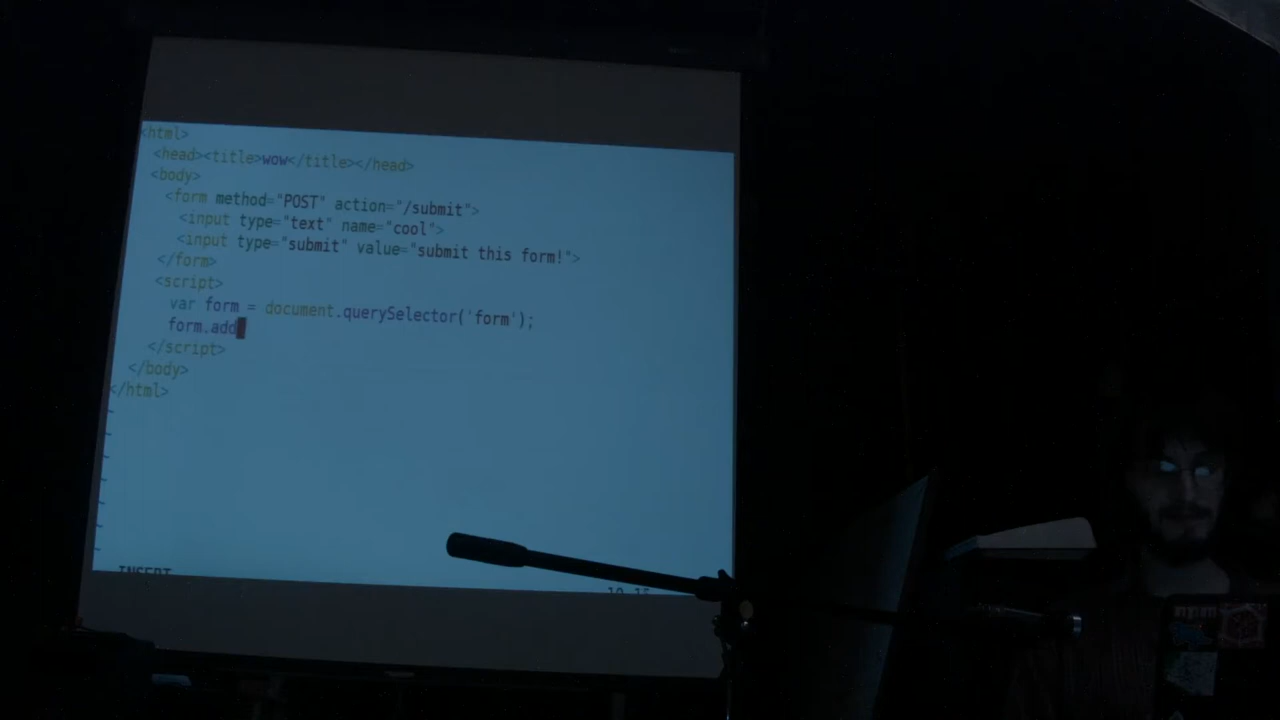 <html>
<head><title>wow</title></head>
<body>
<form method="POST" action="/submit">
<input type="text" name="cool">
<input type="submit" value="submit this form!">
</form>
<script>
var form = document.querySelector('form');
form.add
</script>
</body>
</html>
~
~
~
~
~
~
~
INSERT